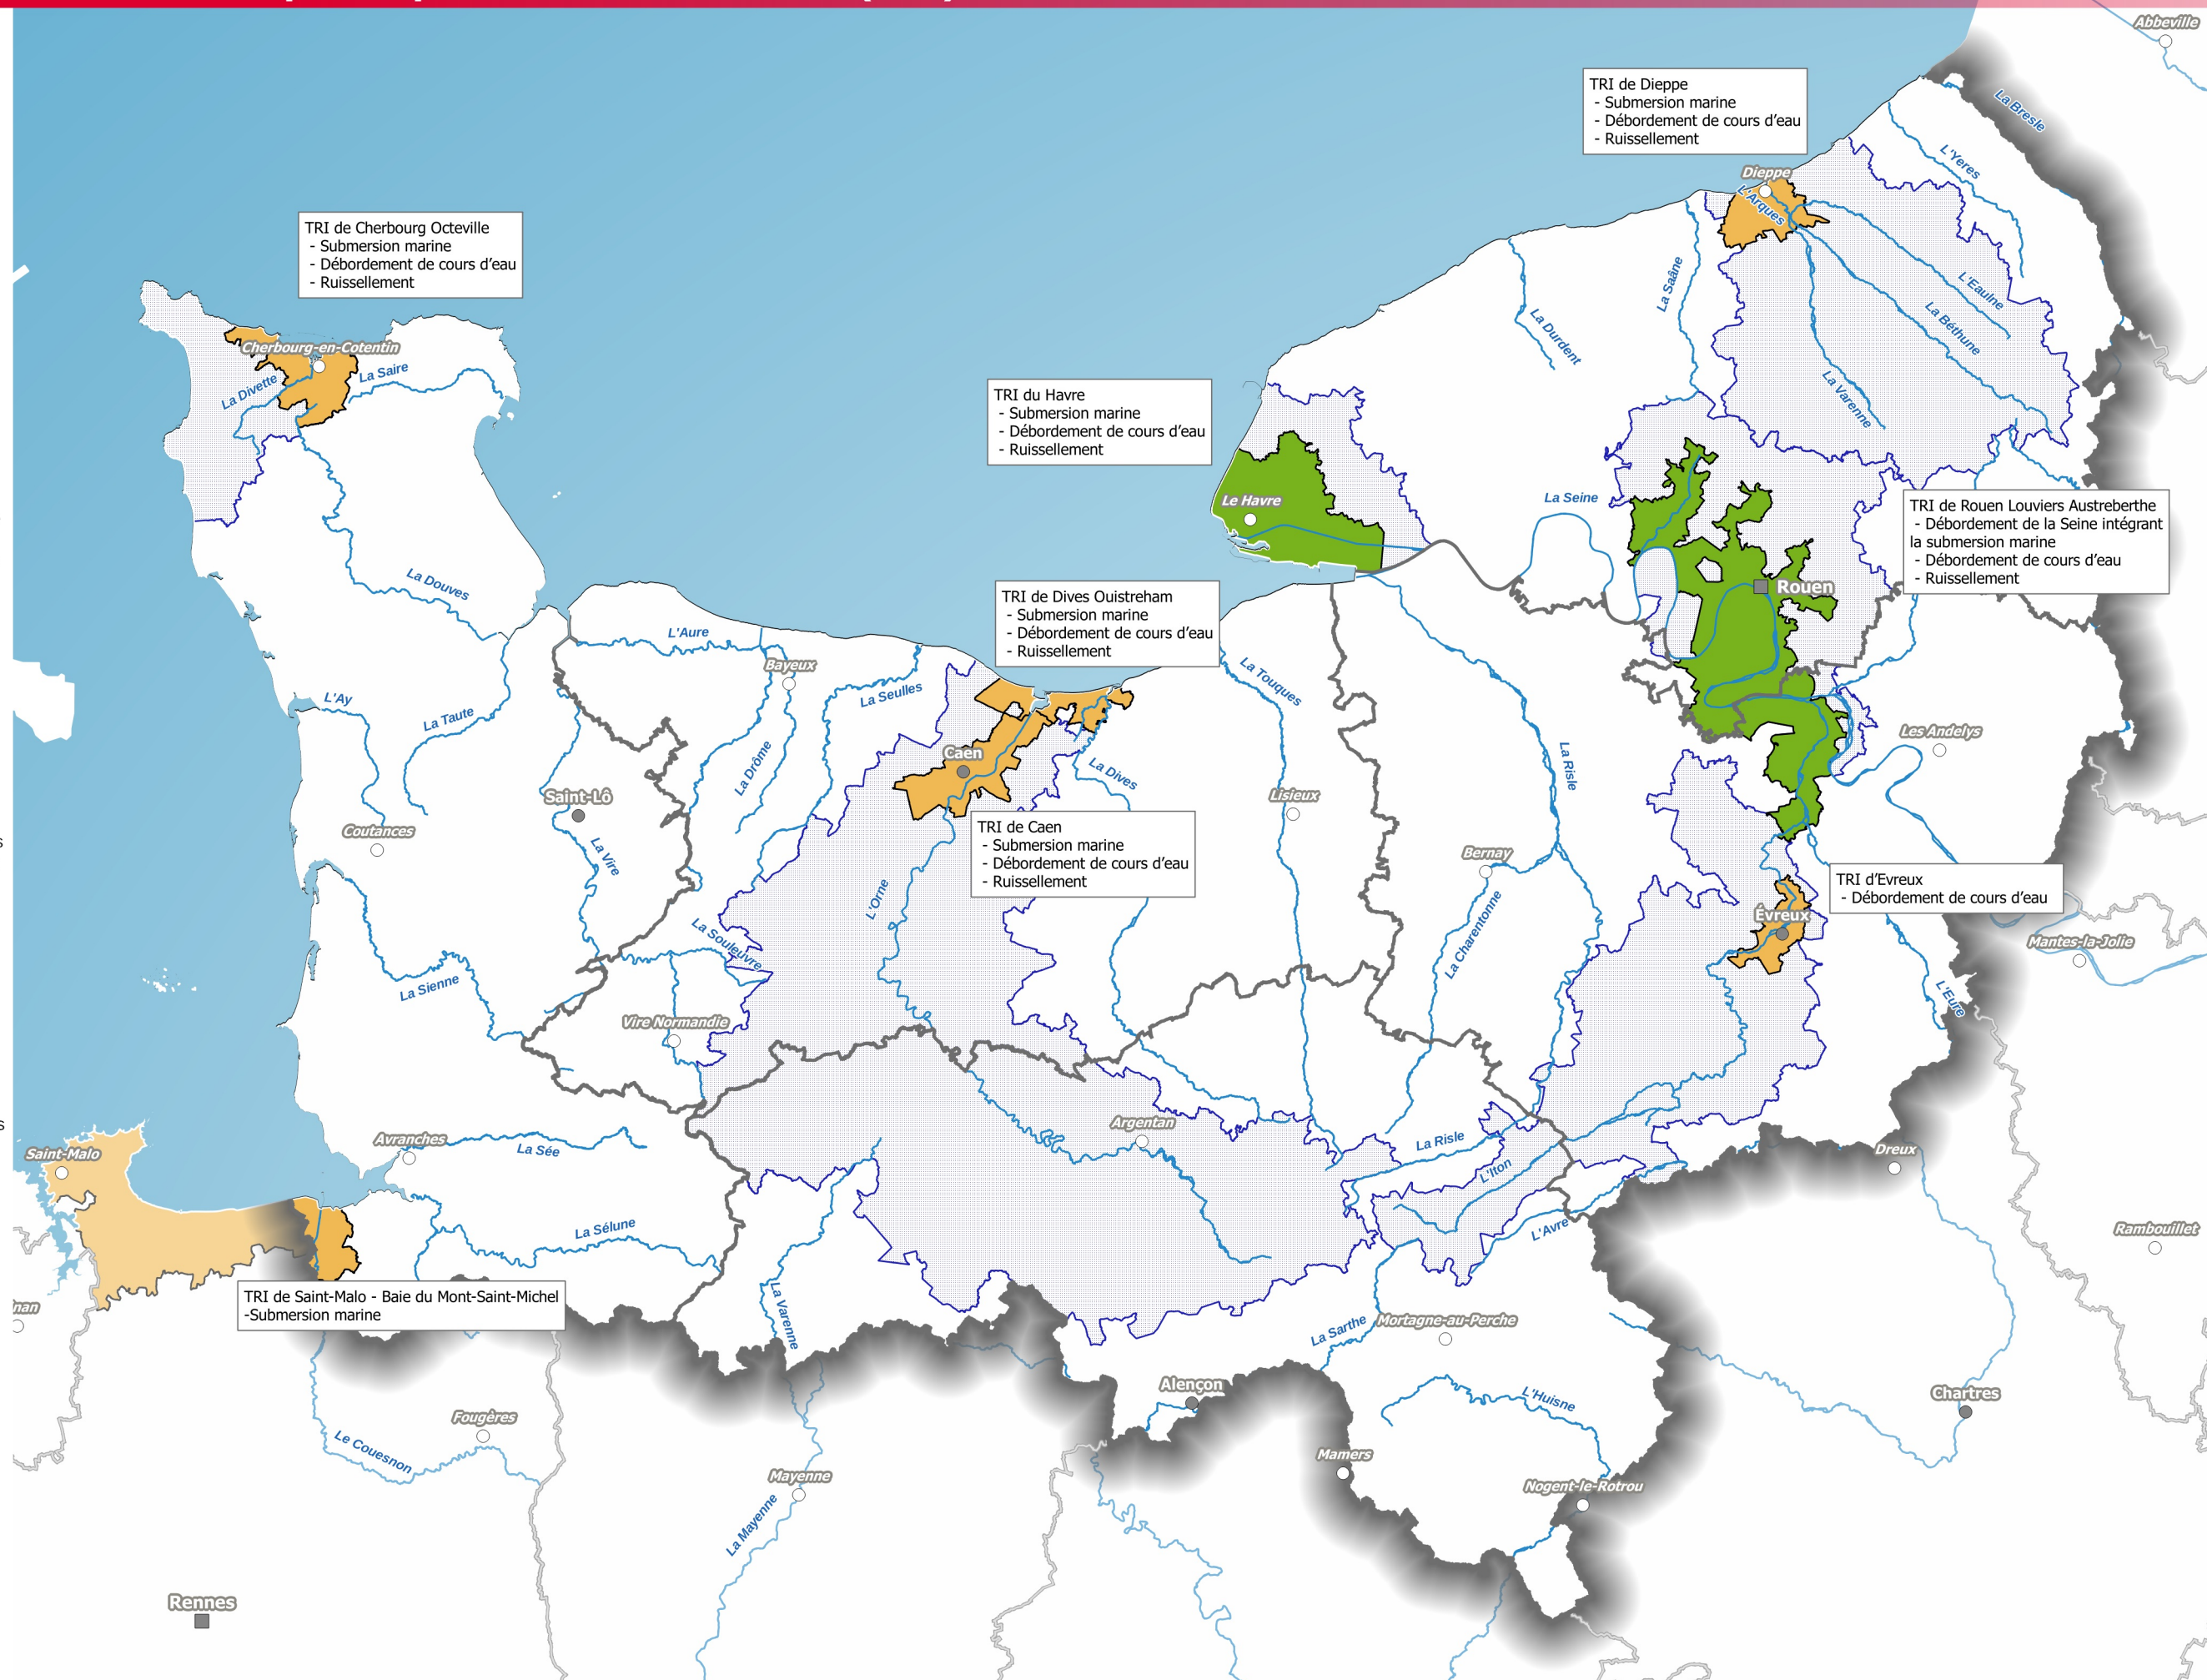 Abbeville
La Bresle
TRI de Dieppe
- Submersion marine
- Débordement de cours d'eau
- Ruissellement
L'Yeres
Dieppe
L'Arques
TRI de Cherbourg Octeville
- Submersion marine
- Débordement de cours d'eau
- Ruissellement
La Saâne
L'Eaulne
La Béthune
La Durdent
La Varenne
Cherbourg-en-Cotentin
La Divette
La Saire
TRI du Havre
- Submersion marine
- Débordement de cours d'eau
- Ruissellement
Le Havre
La Seine
TRI de Rouen Louviers Austreberthe
- Débordement de la Seine intégrant
la submersion marine
- Débordement de cours d'eau
- Ruissellement
Rouen
La Douves
TRI de Dives Ouistreham
- Submersion marine
- Débordement de cours d'eau
- Ruissellement
L'Aure
Bayeux
La Touques
La Seulles
L'Ay
La Taute
Les Andelys
Caen
La Drôme
La Dives
La Risle
Saint-Lô
Lisieux
Coutances
TRI de Caen
- Submersion marine
- Débordement de cours d'eau
- Ruissellement
La Vire
Bernay
TRI d'Evreux
- Débordement de cours d'eau
L'Orne
Évreux
La Charentonne
La Souleuvre
Mantes-la-Jolie
La Sienne
L'Eure
Vire Normandie
Argentan
Avranches
La Sée
La Risle
Saint-Malo
Dreux
L'Iton
La Sélune
L'Avre
Rambouillet
TRI de Saint-Malo - Baie du Mont-Saint-Michel
-Submersion marine
nan
La Varenne
La Sarthe
Mortagne-au-Perche
Alençon
Chartres
L'Huisne
Fougères
Le Couesnon
Mamers
Mayenne
Nogent-le-Rotrou
La Mayenne
Rennes